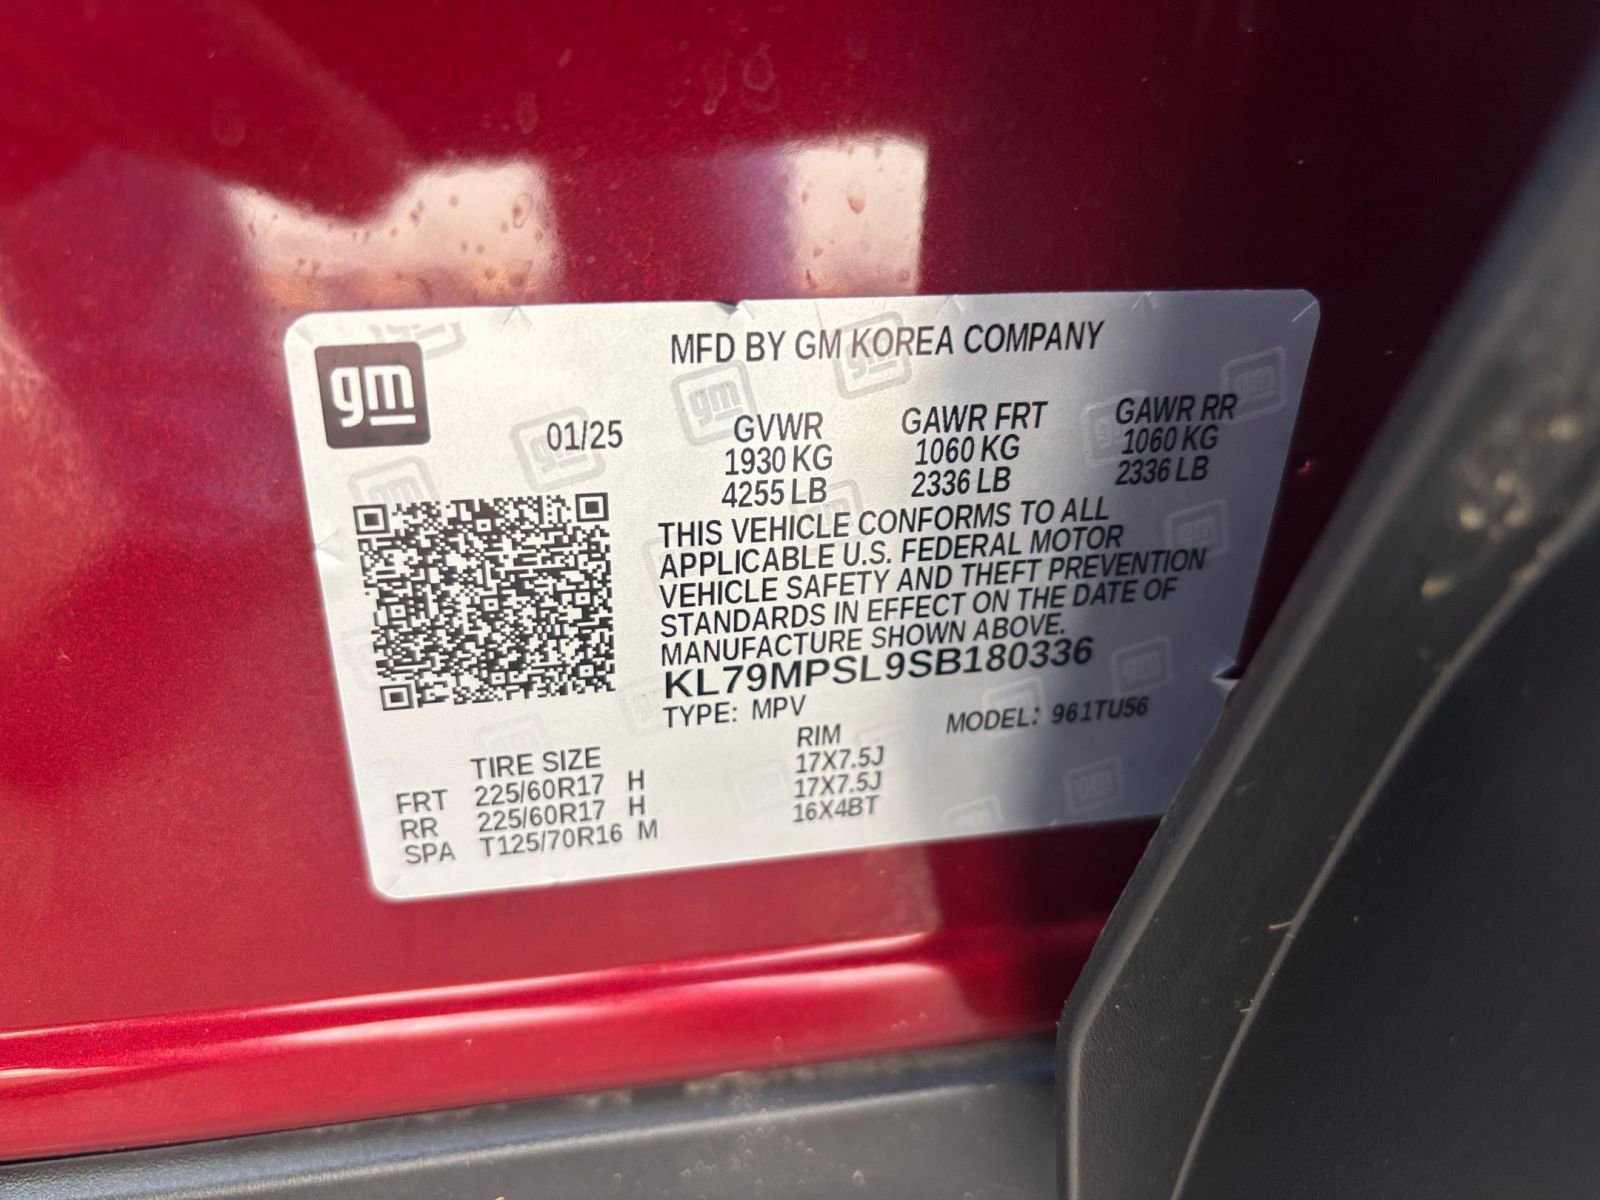 gm
MFD BY GM KOREA COMPANY
01/25
GVWR GAWR FRT GAWR RR
1930 KG 1060 KG 1060 KG
4255 LB 2336 LB 2336 LB
THIS VEHICLE CONFORMS TO ALL
APPLICABLE U.S. FEDERAL MOTOR
VEHICLE SAFETY AND THEFT PREVENTION
STANDARDS IN EFFECT ON THE DATE OF
MANUFACTURE SHOWN ABOVE.
KL79MPSL9SB180336
TYPE: MPV MODEL: 961TU56
TIRE SIZE RIM
FRT 225/60R17 H 17X7.5J
RR 225/60R17 H 17X7.5J
SPA T125/70R16 M 16X4BT